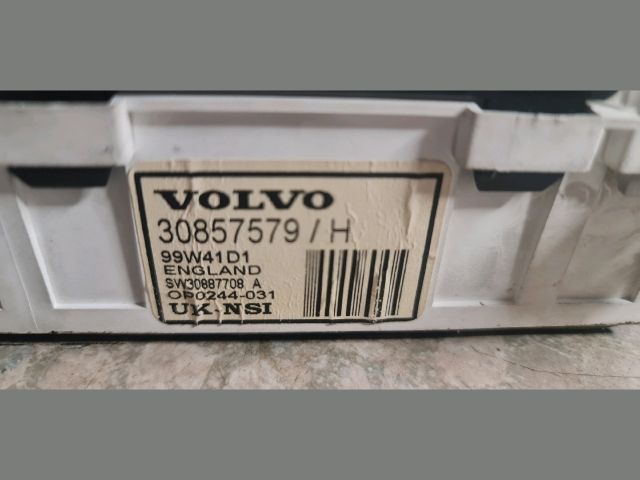 VOLVO
30857579 / H
99W41D1
ENGLAND
SW30887708 A
OP0244-031
UK-NSI